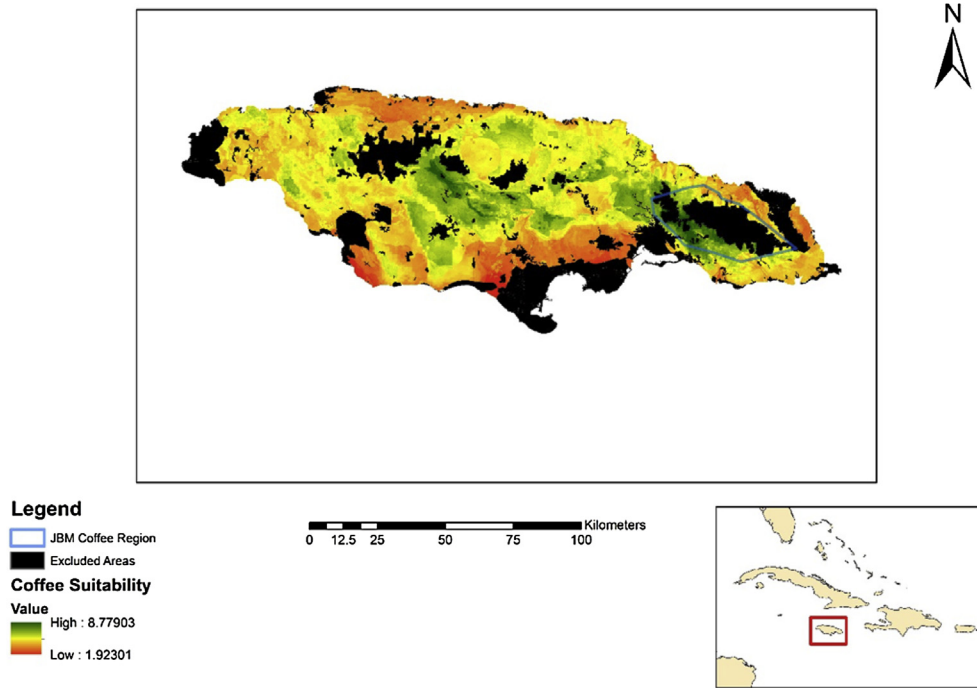 N
Legend
JBM Coffee Region
Excluded Areas
Coffee Suitability
Value
High : 8.77903
Low : 1.92301
Kilometers
0 12.5 25 50 75 100